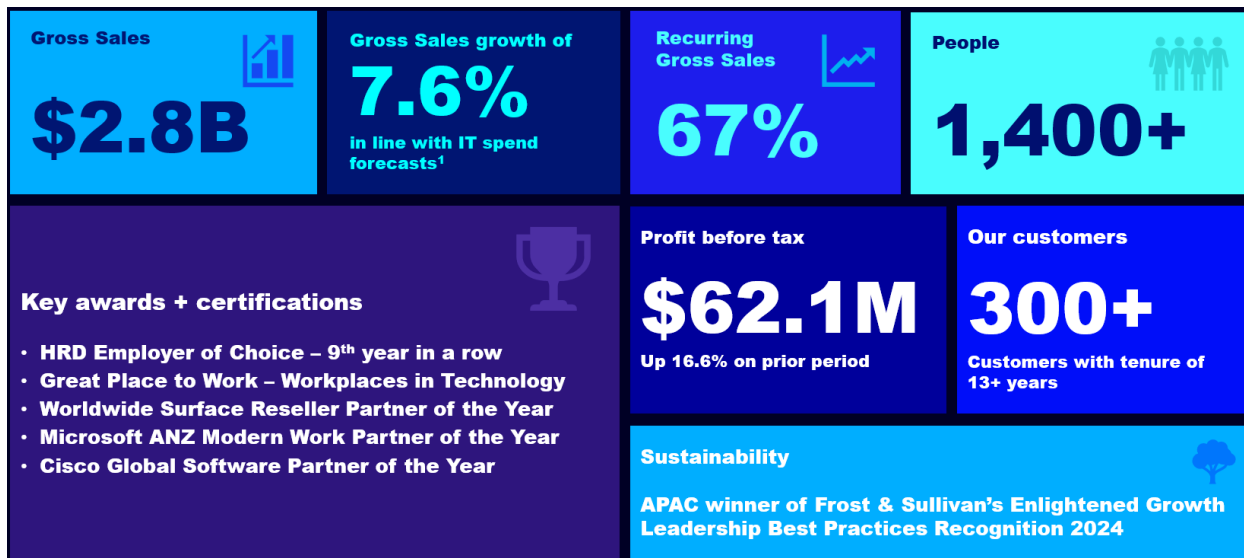 Gross Sales
$2.8B
Gross Sales growth of
7.6%
in line with IT spend
forecasts¹
Recurring
Gross Sales
67%
People
1,400+
Key awards + certifications
• HRD Employer of Choice – 9ᵗʰ year in a row
• Great Place to Work – Workplaces in Technology
• Worldwide Surface Reseller Partner of the Year
• Microsoft ANZ Modern Work Partner of the Year
• Cisco Global Software Partner of the Year
Profit before tax
$62.1M
Up 16.6% on prior period
Our customers
300+
Customers with tenure of
13+ years
Sustainability
APAC winner of Frost & Sullivan’s Enlightened Growth
Leadership Best Practices Recognition 2024